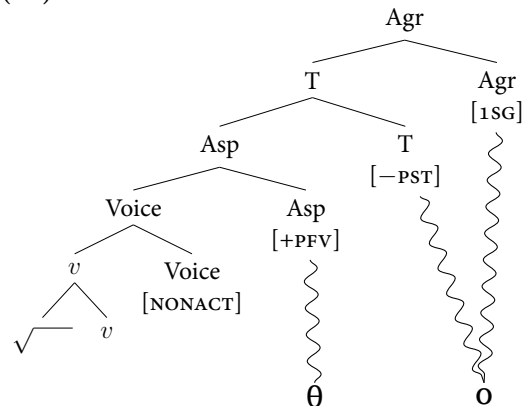 Agr
T Agr
[1SG]
Asp T
[−PST]
Voice Asp
[+PFV]
v Voice
[NONACT]
√ v
θ o